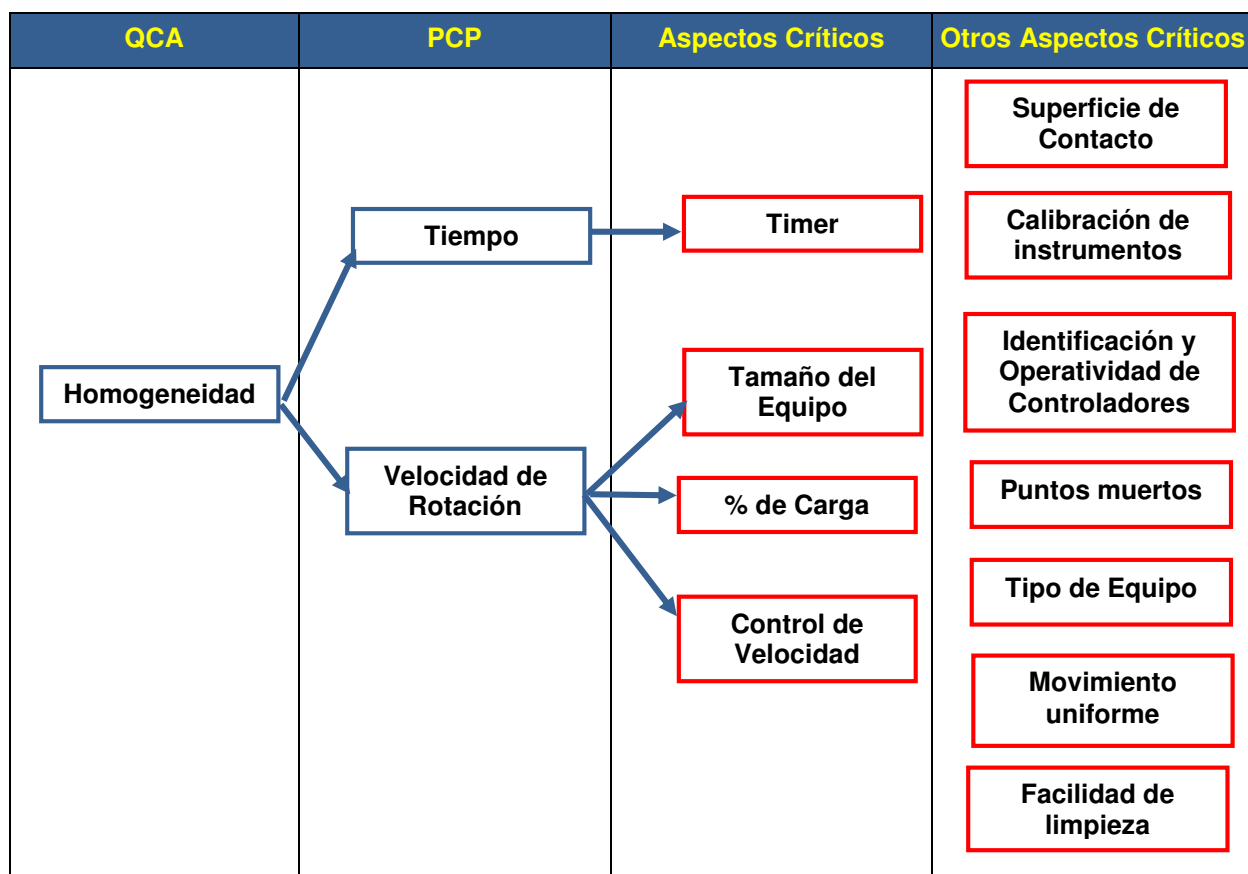 QCA
PCP
Aspectos Críticos
Otros Aspectos Críticos
Homogeneidad
Tiempo
Velocidad de
Rotación
Timer
Tamaño del
Equipo
% de Carga
Control de
Velocidad
Superficie de
Contacto
Calibración de
instrumentos
Identificación y
Operatividad de
Controladores
Puntos muertos
Tipo de Equipo
Movimiento
uniforme
Facilidad de
limpieza